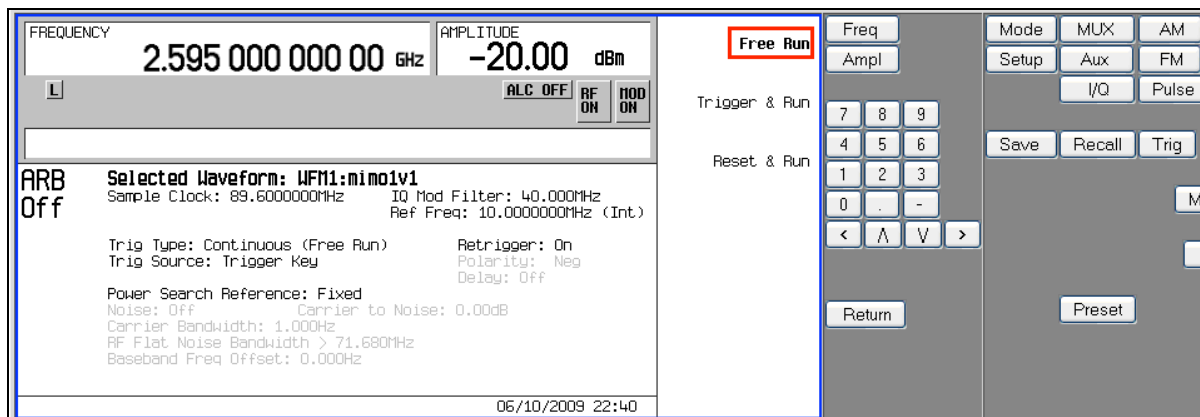 FREQUENCY
2.595 000 000 00 GHz
AMPLITUDE
-20.00 dBm
L
ALC OFF
RF ON
MOD ON
ARB Off
Selected Waveform: WFM1:mimo1v1
Sample Clock: 89.6000000MHz IQ Mod Filter: 40.000MHz
Ref Freq: 10.0000000MHz (Int)
Trig Type: Continuous (Free Run) Retrigger: On
Trig Source: Trigger Key Polarity: Neg
Delay: Off
Power Search Reference: Fixed
Noise: Off Carrier to Noise: 0.00dB
Carrier Bandwidth: 1.000Hz
RF Flat Noise Bandwidth > 71.680MHz
Baseband Freq Offset: 0.000Hz
06/10/2009 22:40
Free Run
Trigger & Run
Reset & Run
Freq
Ampl
7 8 9
4 5 6
1 2 3
0 . -
< Λ V >
Return
Mode MUX AM
Setup Aux FM
I/Q Pulse
Save Recall Trig
M
Preset